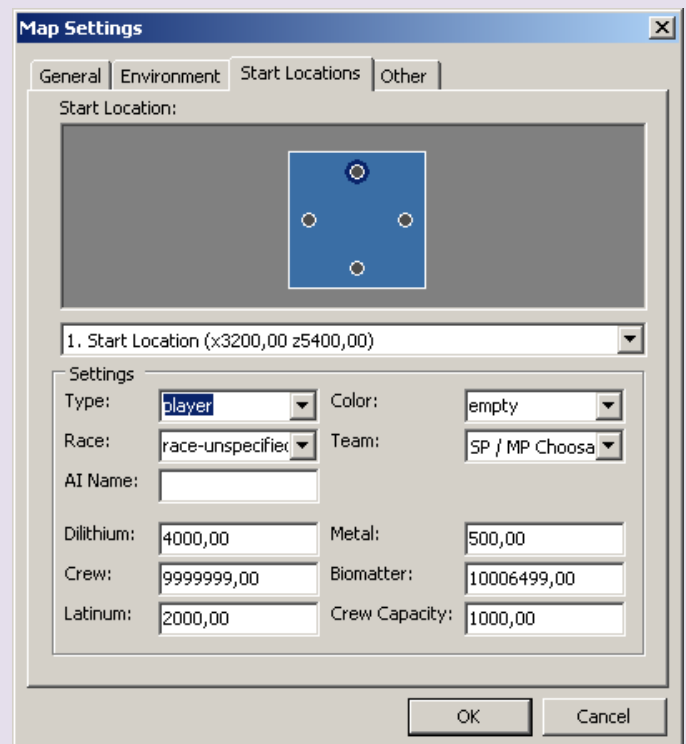 Map Settings
General Environment Start Locations Other
Start Location:
1. Start Location (x3200,00 z5400,00)
Settings
Type: player Color: empty
Race: race-unspecified Team: SP / MP Choosa
AI Name:
Dilithium: 4000,00 Metal: 500,00
Crew: 9999999,00 Biomatter: 10006499,00
Latinum: 2000,00 Crew Capacity: 1000,00
OK Cancel